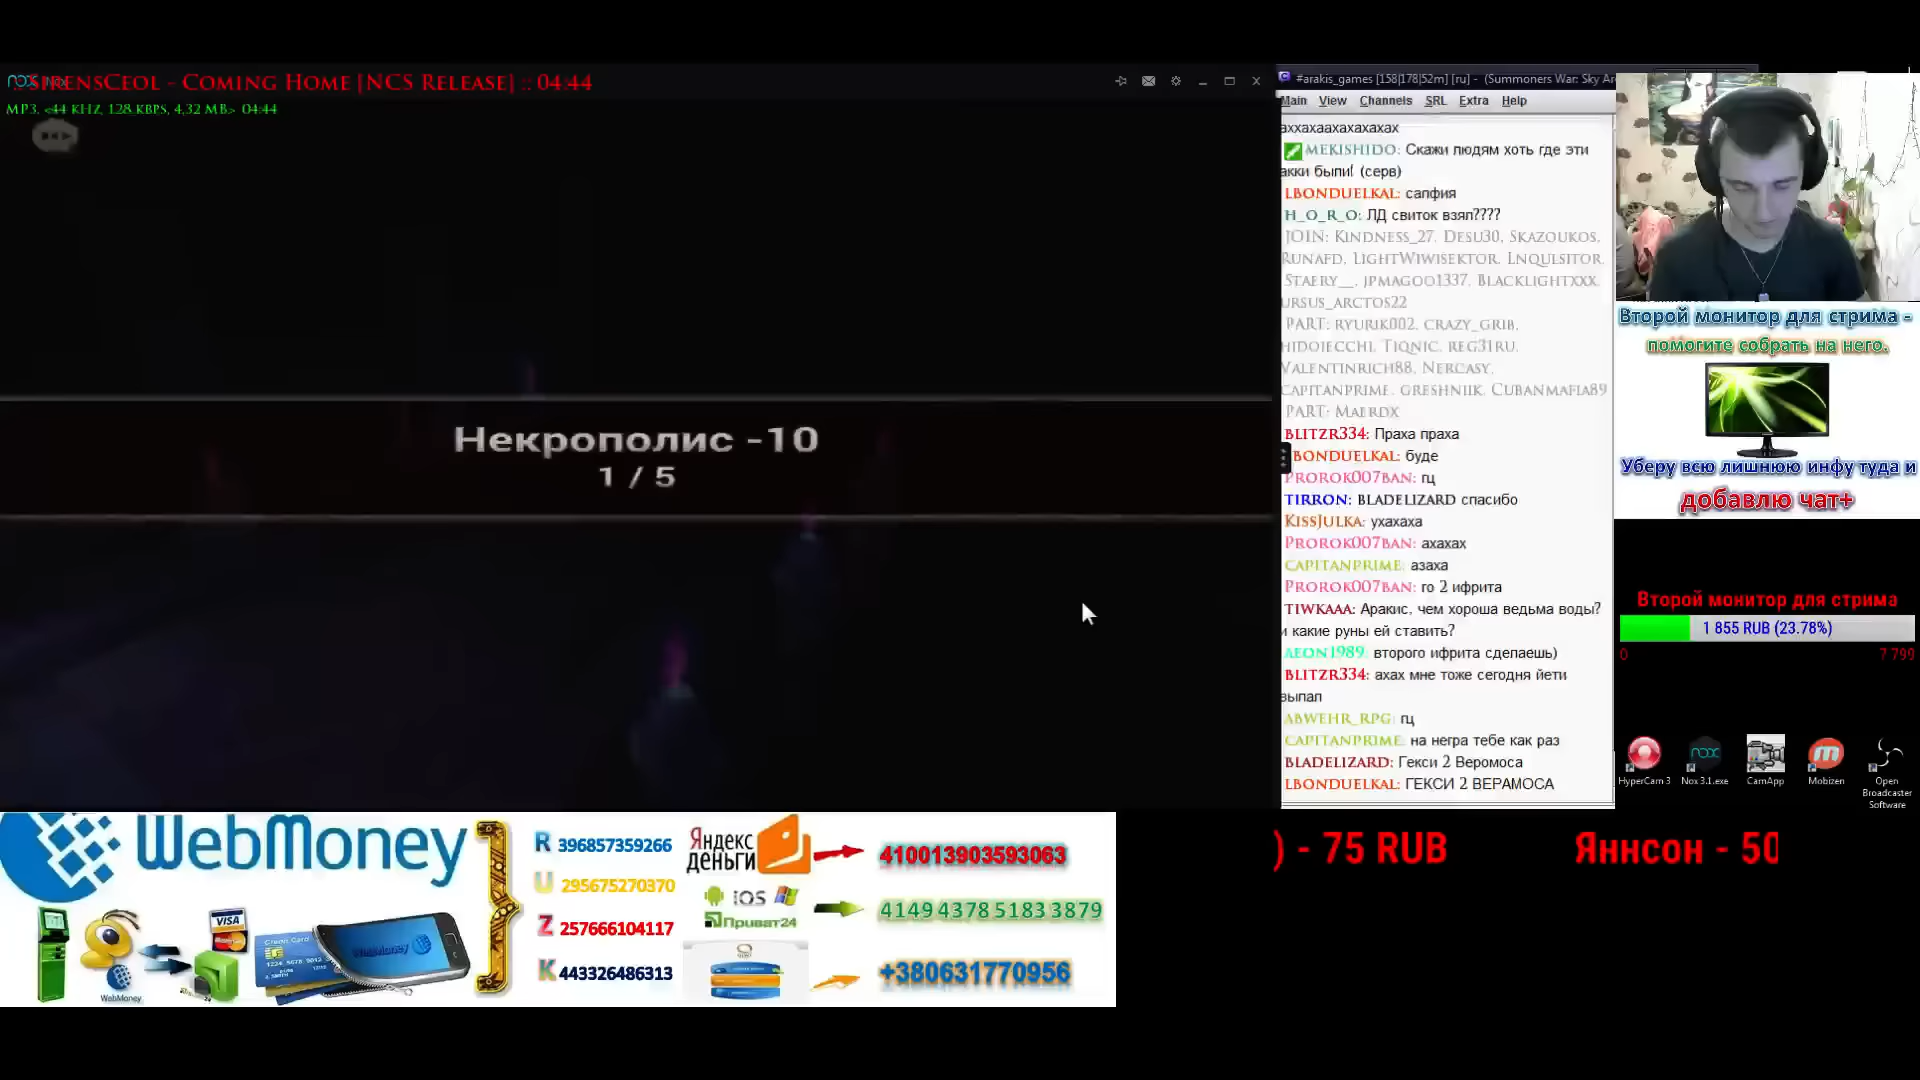 :: SirensCeol - Coming Home [NCS Release] :: 04:44
MP3, <44 KHZ, 128 KBPS, 4,32 MB> 04:44
Некрополис -10
1 / 5
#arakis_games [158|178|52m] [ru] - (Summoners War: Sky Ar
Main View Channels SRL Extra Help
аххахаахахахахах
MEKISHIDO: Скажи людям хоть где эти
акки были! (серв)
LBONDUELKAL: сапфия
H_O_R_O: ЛД свиток взял????
JOIN: Kindness_27, Desu30, Skazoukos,
Runafd, LightWiwisektor, Lnqulsitor,
Staery__, jpmagoo1337, Blacklightxxx,
ursus_arctos22
PART: ryurik002, crazy_grib,
hidoiecchi, Tiqnic, reg31ru,
Valentinrich88, Nercasy,
capitanprime, greshniik, Cubanmafia89
PART: Maerdx
BLITZR334: Праха праха
LBONDUELKAL: буде
PROROK007BAN: гц
TIRRON: BLADELIZARD спасибо
KISSJULKA: ухахаха
PROROK007BAN: ахахах
CAPITANPRIME: азаха
PROROK007BAN: го 2 ифрита
TIWKAAA: Аракис, чем хороша ведьма воды?
и какие руны ей ставить?
AEON1989: второго ифрита сделаешь)
BLITZR334: ахах мне тоже сегодня йети
выпал
ABWEHR_RPG: гц
CAPITANPRIME: на негра тебе как раз
BLADELIZARD: Гекси 2 Веромоса
LBONDUELKAL: ГЕКСИ 2 ВЕРАМОСА
Второй монитор для стрима -
помогите собрать на него.
Уберу всю лишнюю инфу туда и
добавлю чат+
Второй монитор для стрима
1 855 RUB (23.78%)
0 7 799
HyperCam 3 Nox 3.1.exe CamApp Mobizen Open
Broadcaster
Software
) - 75 RUB Яннсон - 50
WebMoney
R 396857359266
U 295675270370
Z 257666104117
K 443326486313
VISA
WebMoney
Яндекс
деньги
410013903593063
iOS
Приват24
4149 4378 5183 3879
+380631770956